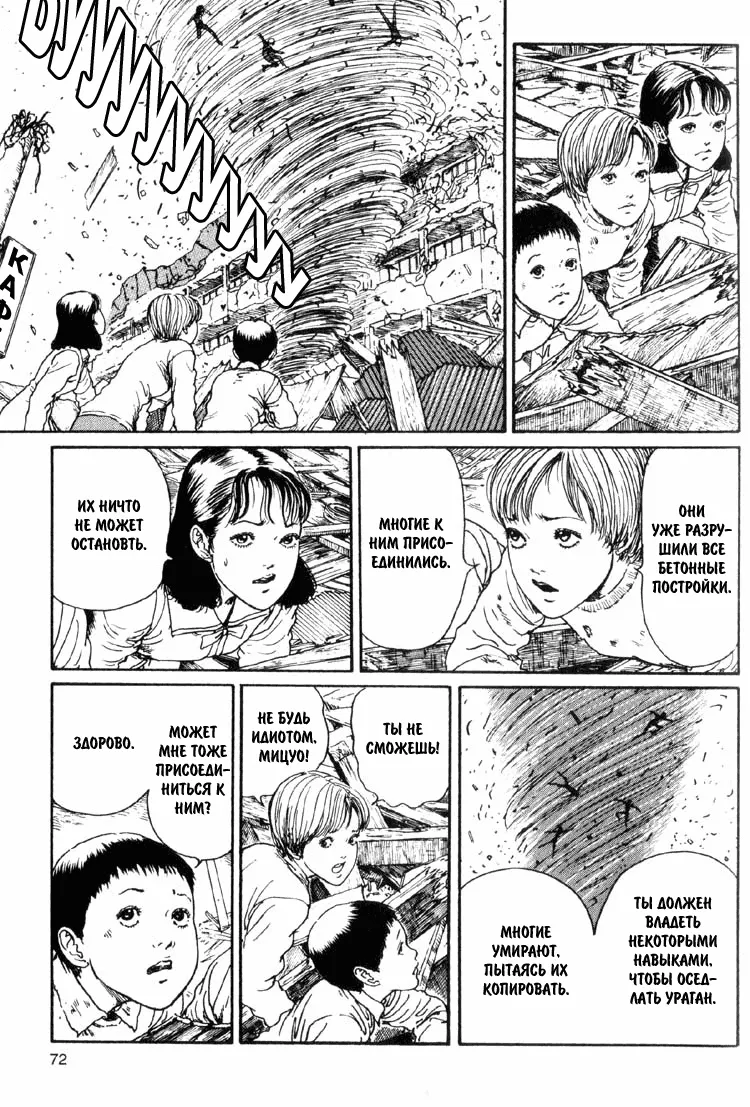 ВУУУУУУУУУУУУ
ОНИ
УЖЕ РАЗРУ-
ШИЛИ ВСЕ
БЕТОННЫЕ
ПОСТРОЙКИ.
МНОГИЕ К
НИМ ПРИСО-
ЕДИНИЛИСЬ.
ИХ НИЧТО
НЕ МОЖЕТ
ОСТАНОВТЬ.
ТЫ ДОЛЖЕН
ВЛАДЕТЬ
НЕКОТОРЫМИ
НАВЫКАМИ,
ЧТОБЫ ОСЕД-
ЛАТЬ УРАГАН.
МНОГИЕ
УМИРАЮТ,
ПЫТАЯСЬ ИХ
КОПИРОВАТЬ.
ТЫ НЕ
СМОЖЕШЬ!
НЕ БУДЬ
ИДИОТОМ,
МИЦУО!
МОЖЕТ
МНЕ ТОЖЕ
ПРИСОЕДИ-
НИТЬСЯ К
НИМ?
ЗДОРОВО.
72